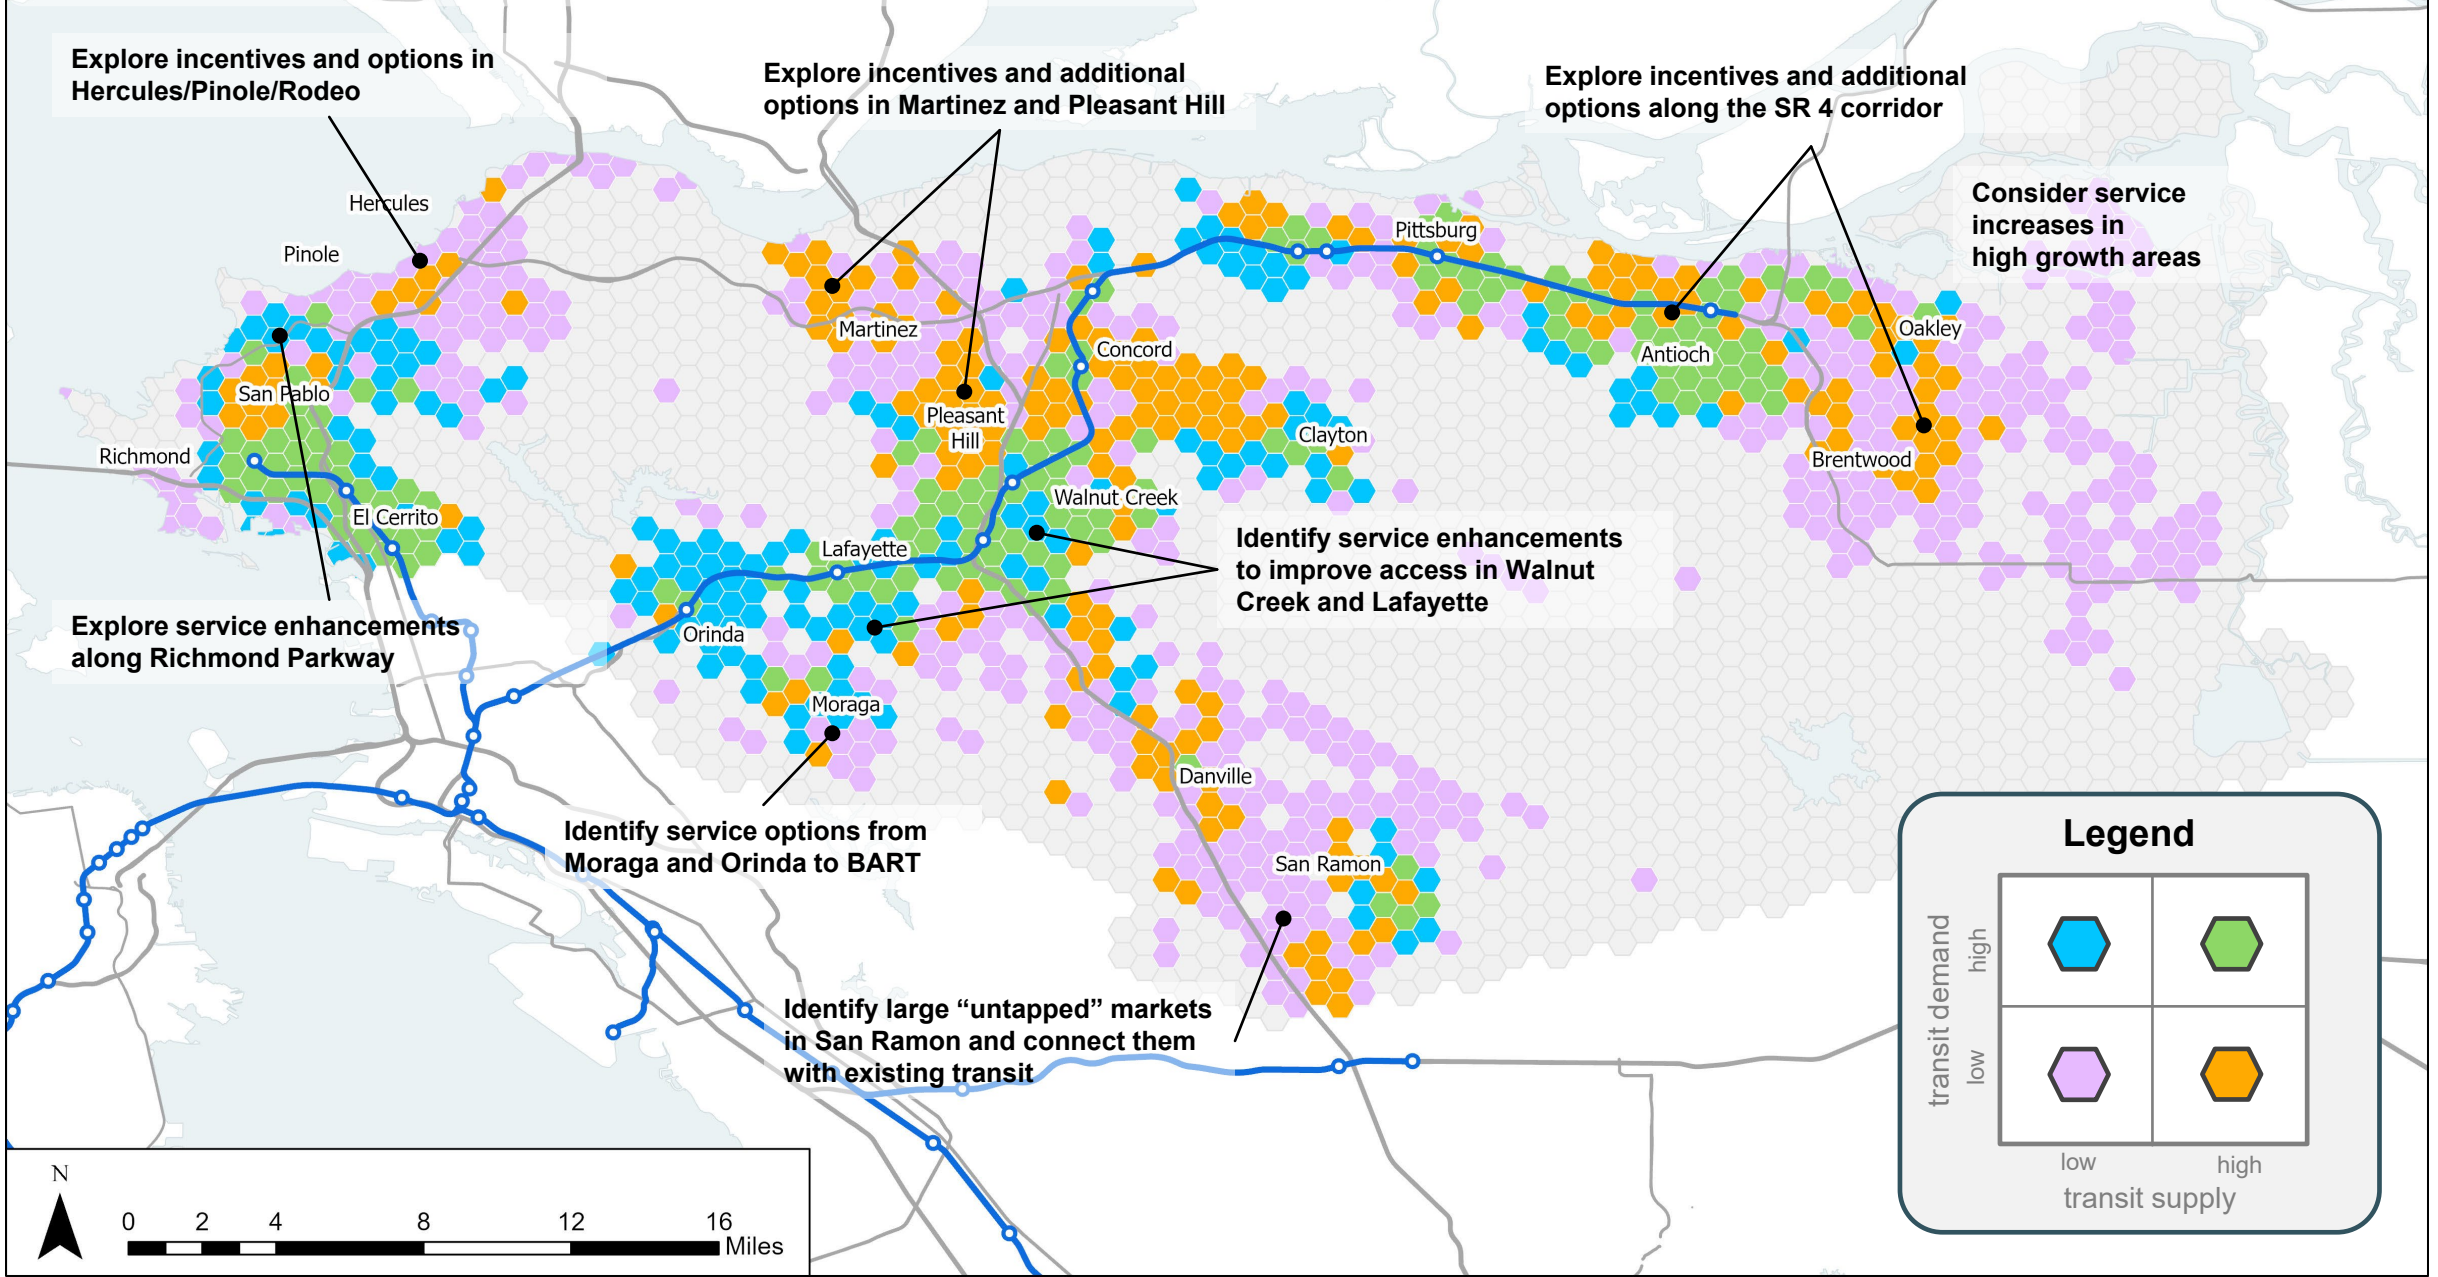 Explore incentives and options in
Hercules/Pinole/Rodeo
Explore incentives and additional
options in Martinez and Pleasant Hill
Explore incentives and additional
options along the SR 4 corridor
Consider service
increases in
high growth areas
Hercules
Pinole
Pittsburg
Martinez
Concord
Oakley
Antioch
San Pablo
Pleasant
Hill
Clayton
Richmond
Brentwood
El Cerrito
Walnut Creek
Lafayette
Identify service enhancements
to improve access in Walnut
Creek and Lafayette
Explore service enhancements
along Richmond Parkway
Orinda
Moraga
Danville
Identify service options from
Moraga and Orinda to BART
San Ramon
Identify large “untapped” markets
in San Ramon and connect them
with existing transit
Legend
transit demand
high
low
low
high
transit supply
N
0 2 4 8 12 16
Miles